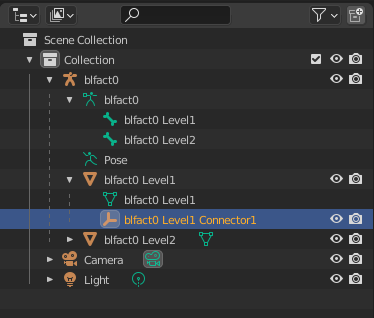 Scene Collection
Collection
blfact0
blfact0
blfact0 Level1
blfact0 Level2
Pose
blfact0 Level1
blfact0 Level1
blfact0 Level1 Connector1
blfact0 Level2
Camera
Light